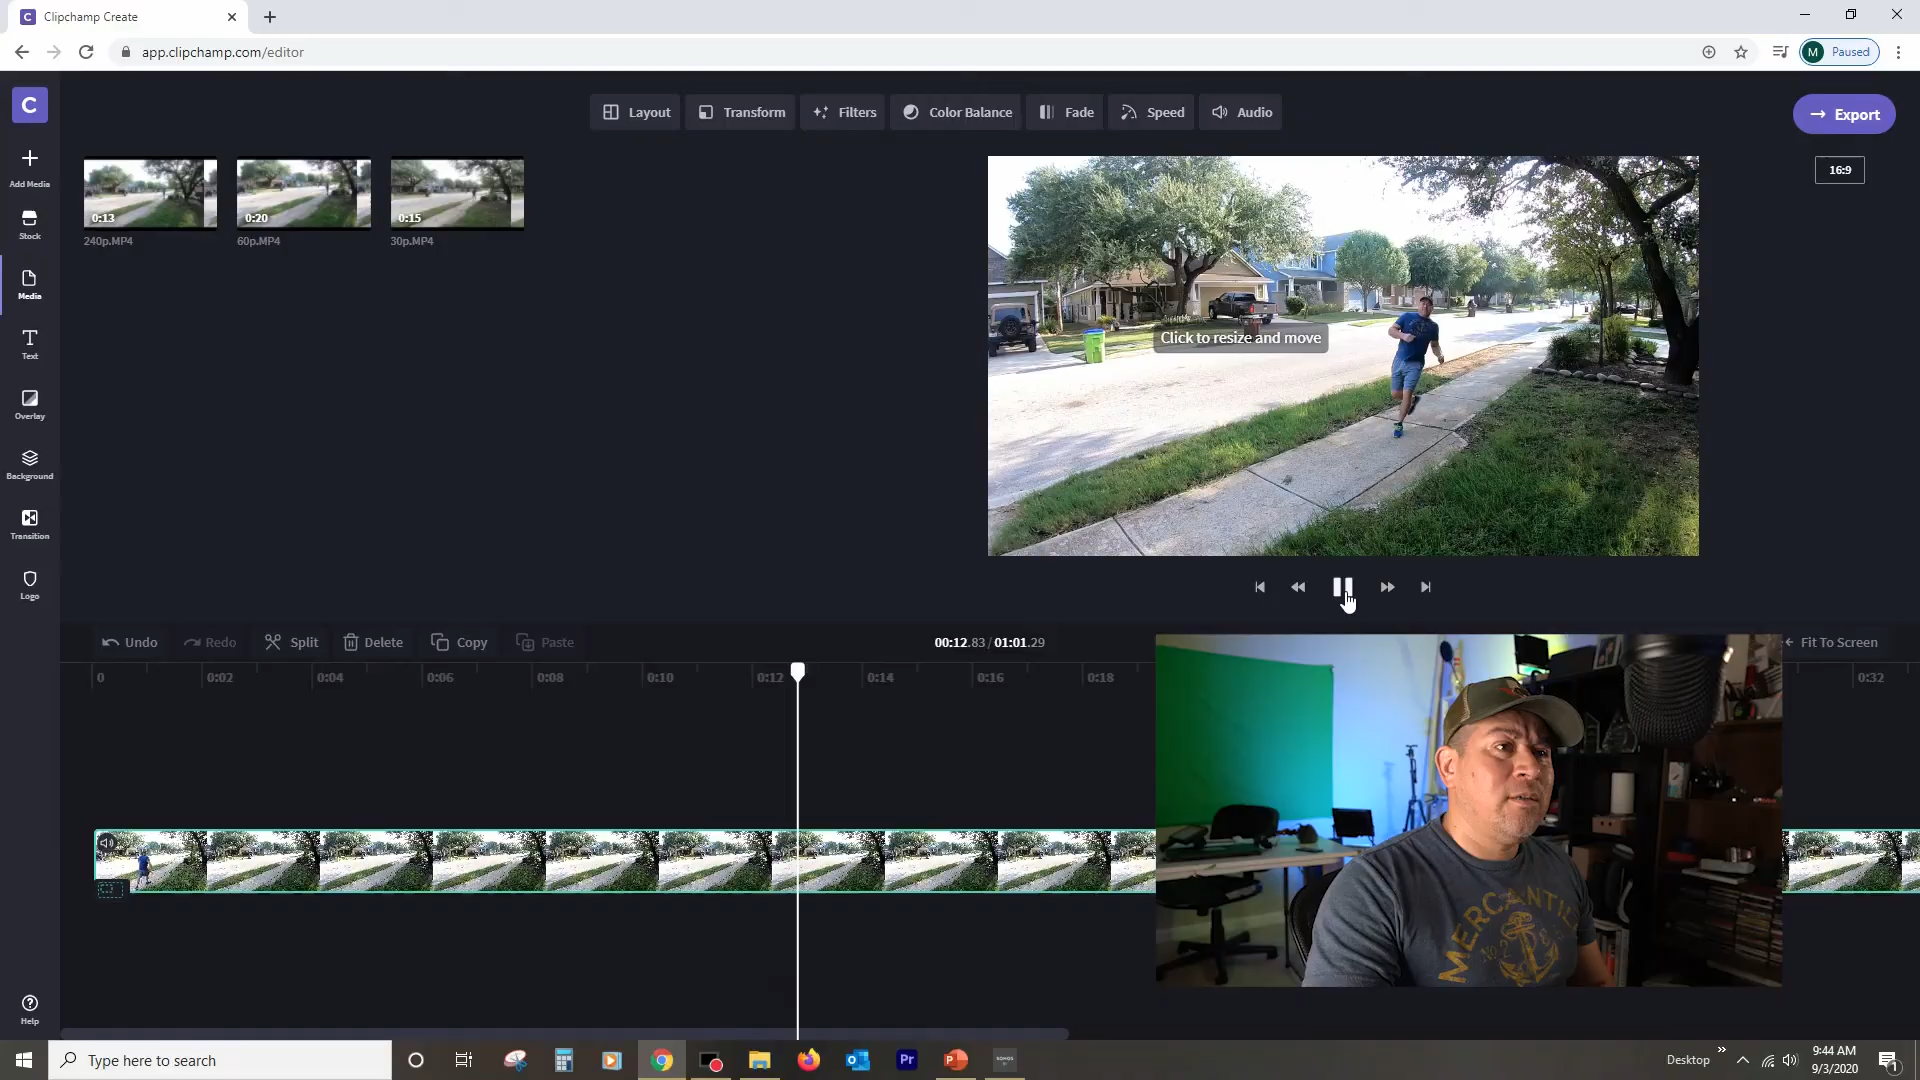 C Clipchamp Create
app.clipchamp.com/editor
M Paused
C
Layout Transform Filters Color Balance Fade Speed Audio
Export
16:9
Add Media
Stock
Media
Text
Overlay
Background
Transition
Logo
Help
0:13 0:20 0:15
240p.MP4 60p.MP4 30p.MP4
Click to resize and move
Undo Redo Split Delete Copy Paste 00:12.83 / 01:01.29 Fit To Screen
0 0:02 0:04 0:06 0:08 0:10 0:12 0:14 0:16 0:18 0:32
MERCANTILE
Type here to search
Pr
P
SONOS
Desktop
9:44 AM
9/3/2020
1